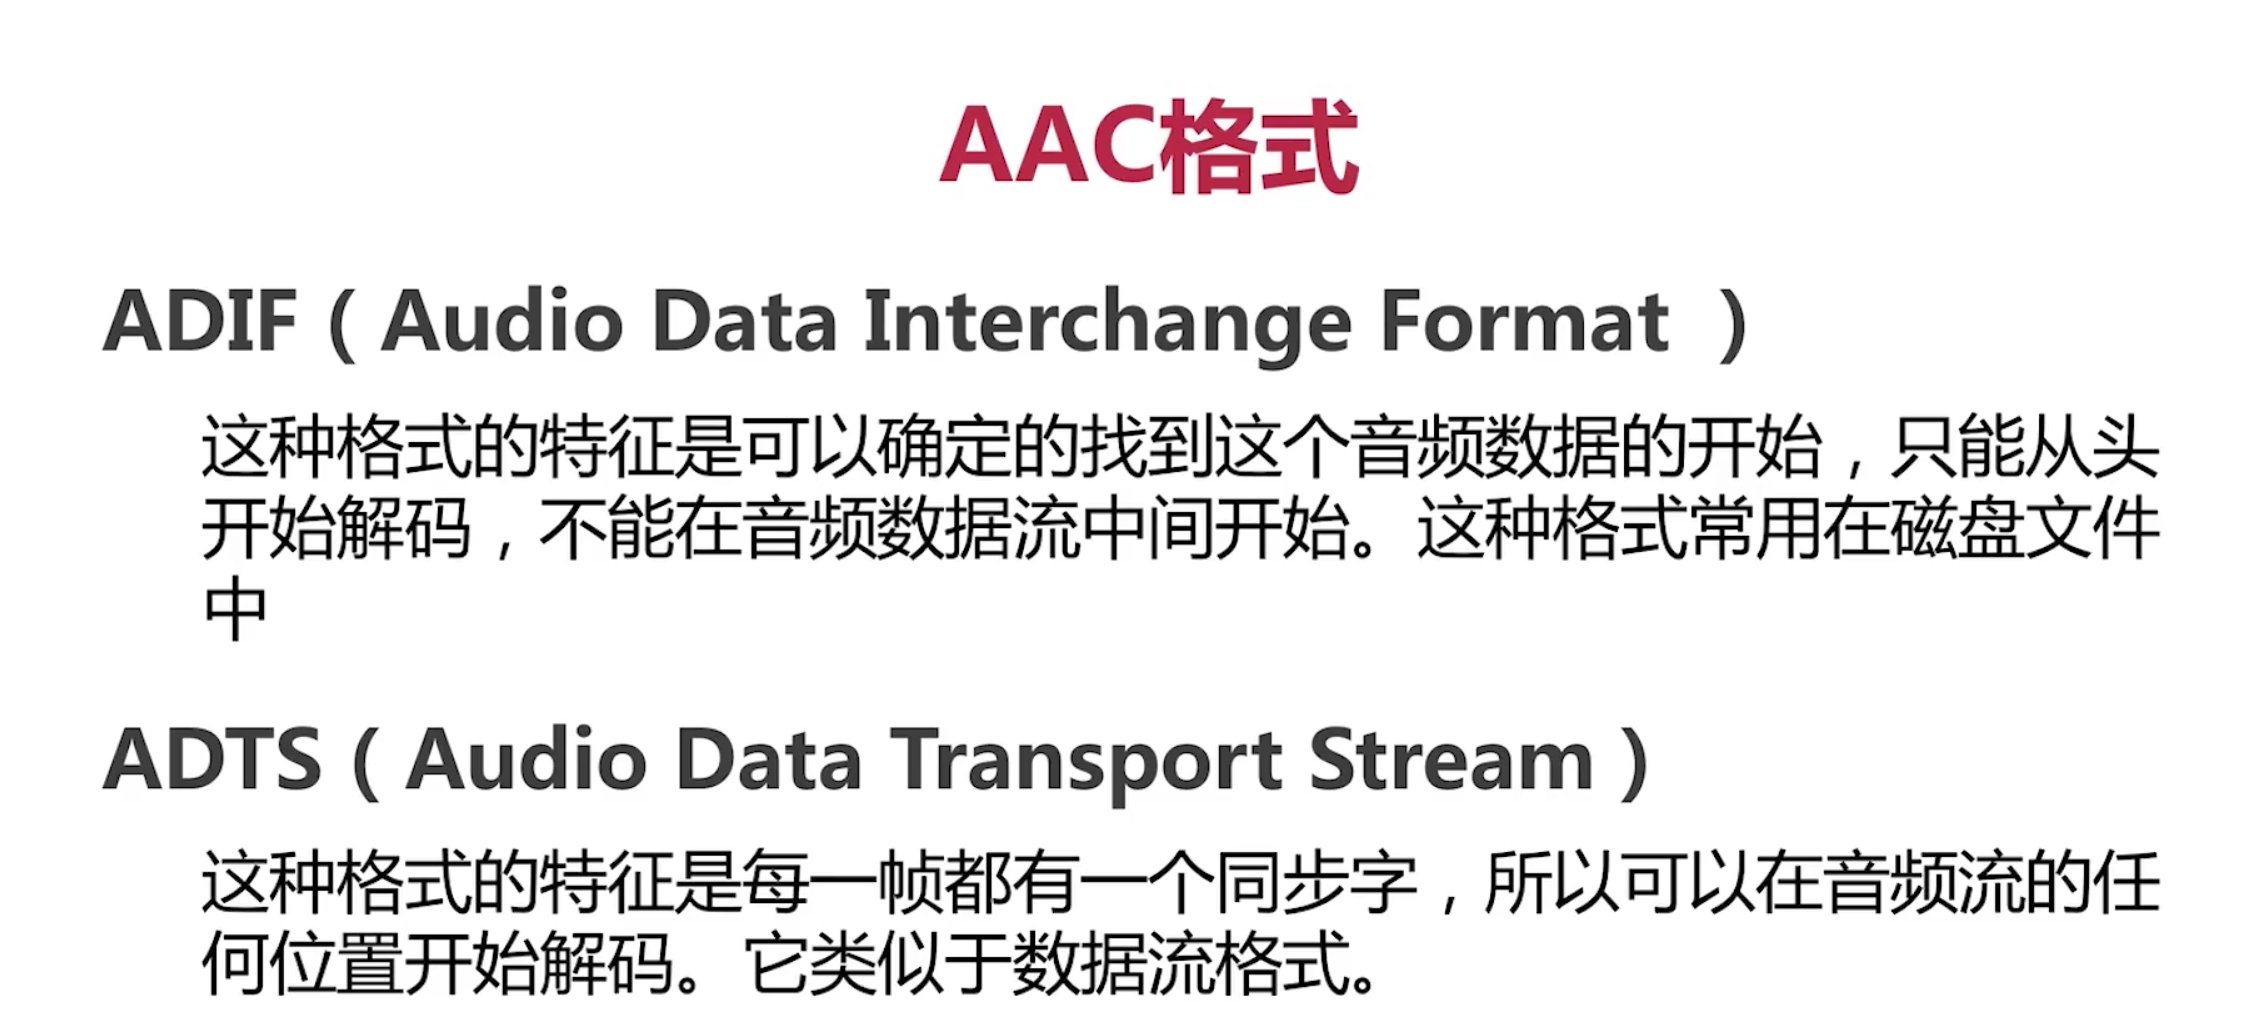 AAC格式
ADIF（Audio Data Interchange Format ）
这种格式的特征是可以确定的找到这个音频数据的开始，只能从头
开始解码，不能在音频数据流中间开始。这种格式常用在磁盘文件
中
ADTS（Audio Data Transport Stream）
这种格式的特征是每一帧都有一个同步字，所以可以在音频流的任
何位置开始解码。它类似于数据流格式。